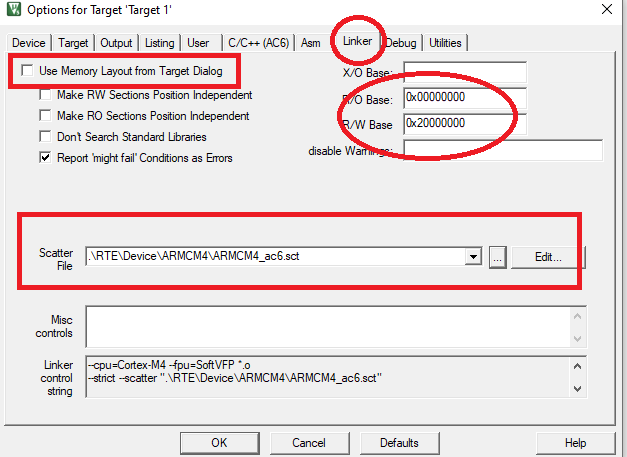 Options for Target 'Target 1'
Device Target Output Listing User C/C++ (AC6) Asm Linker Debug Utilities
Use Memory Layout from Target Dialog
X/O Base:
Make RW Sections Position Independent
R/O Base: 0x00000000
Make RO Sections Position Independent
R/W Base 0x20000000
Don't Search Standard Libraries
Report 'might fail' Conditions as Errors
disable Warnings:
Scatter
File
.\RTE\Device\ARMCM4\ARMCM4_ac6.sct
...
Edit...
Misc
controls
Linker
control
string
--cpu=Cortex-M4 --fpu=SoftVFP *.o
--strict --scatter ".\RTE\Device\ARMCM4\ARMCM4_ac6.sct"
OK Cancel Defaults Help